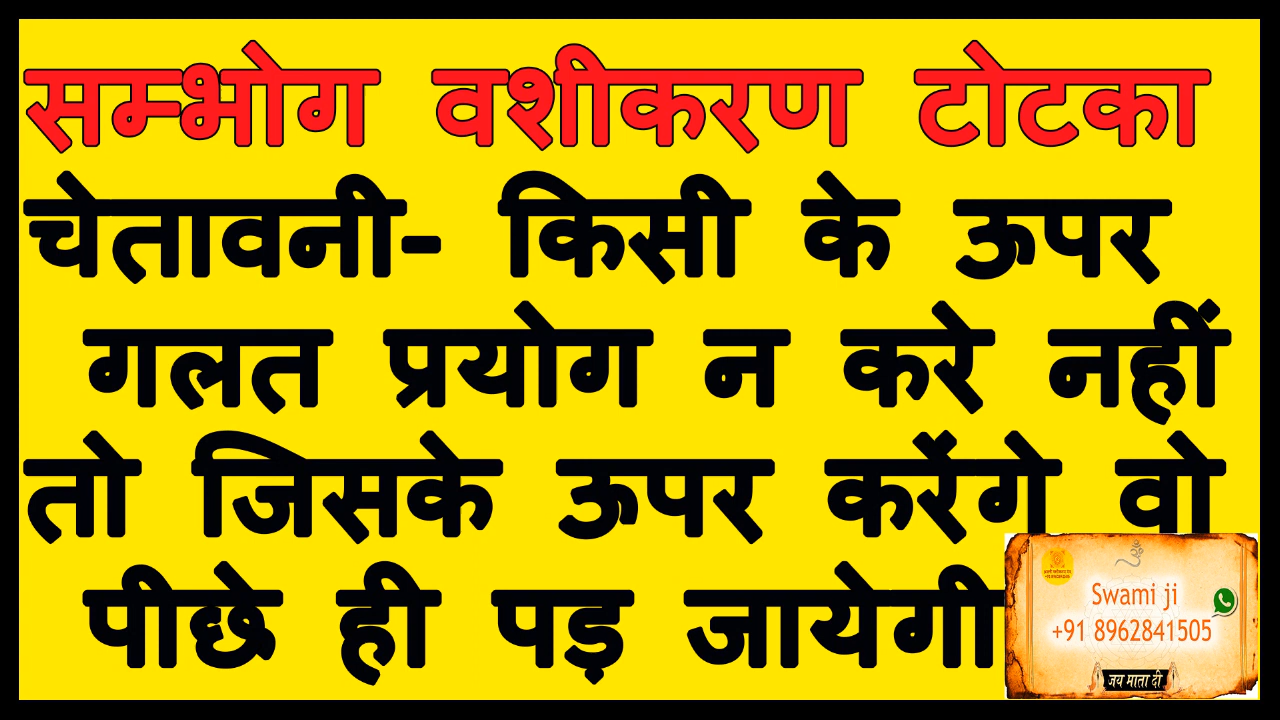 सम्भोग वशीकरण टोटका
चेतावनी- किसी के ऊपर
गलत प्रयोग न करे नहीं
तो जिसके ऊपर करेंगे वो
पीछे ही पड़ जायेगी
ॐ
Swami ji
+91 8962841505
जय माता दी